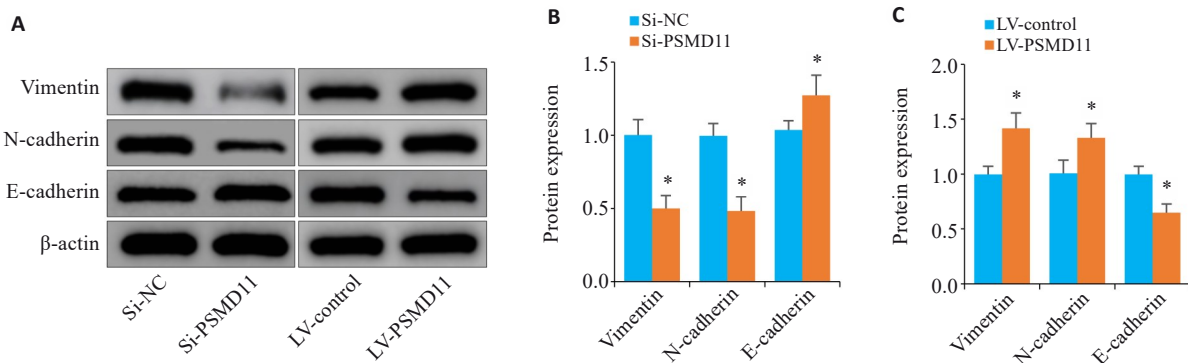 A
Vimentin
N-cadherin
E-cadherin
β-actin
Si-NC
Si-PSMD11
LV-control
LV-PSMD11
B
Si-NC
Si-PSMD11
Protein expression
1.5
1.0
0.5
0.0
*
*
*
Vimentin
N-cadherin
E-cadherin
C
LV-control
LV-PSMD11
Protein expression
2.0
1.5
1.0
0.5
0.0
*
*
*
Vimentin
N-cadherin
E-cadherin